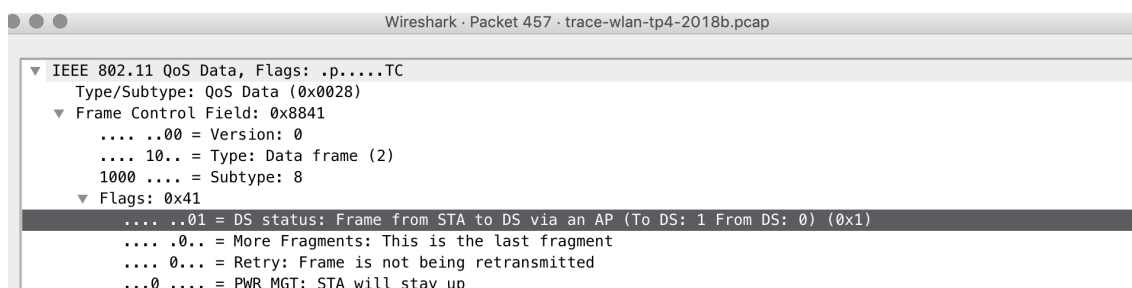 Wireshark · Packet 457 · trace-wlan-tp4-2018b.pcap
IEEE 802.11 QoS Data, Flags: .p.....TC
Type/Subtype: QoS Data (0x0028)
Frame Control Field: 0x8841
.... ..00 = Version: 0
.... 10.. = Type: Data frame (2)
1000 .... = Subtype: 8
Flags: 0x41
.... ..01 = DS status: Frame from STA to DS via an AP (To DS: 1 From DS: 0) (0x1)
.... .0.. = More Fragments: This is the last fragment
.... 0... = Retry: Frame is not being retransmitted
...0 .... = PWR MGT: STA will stay up